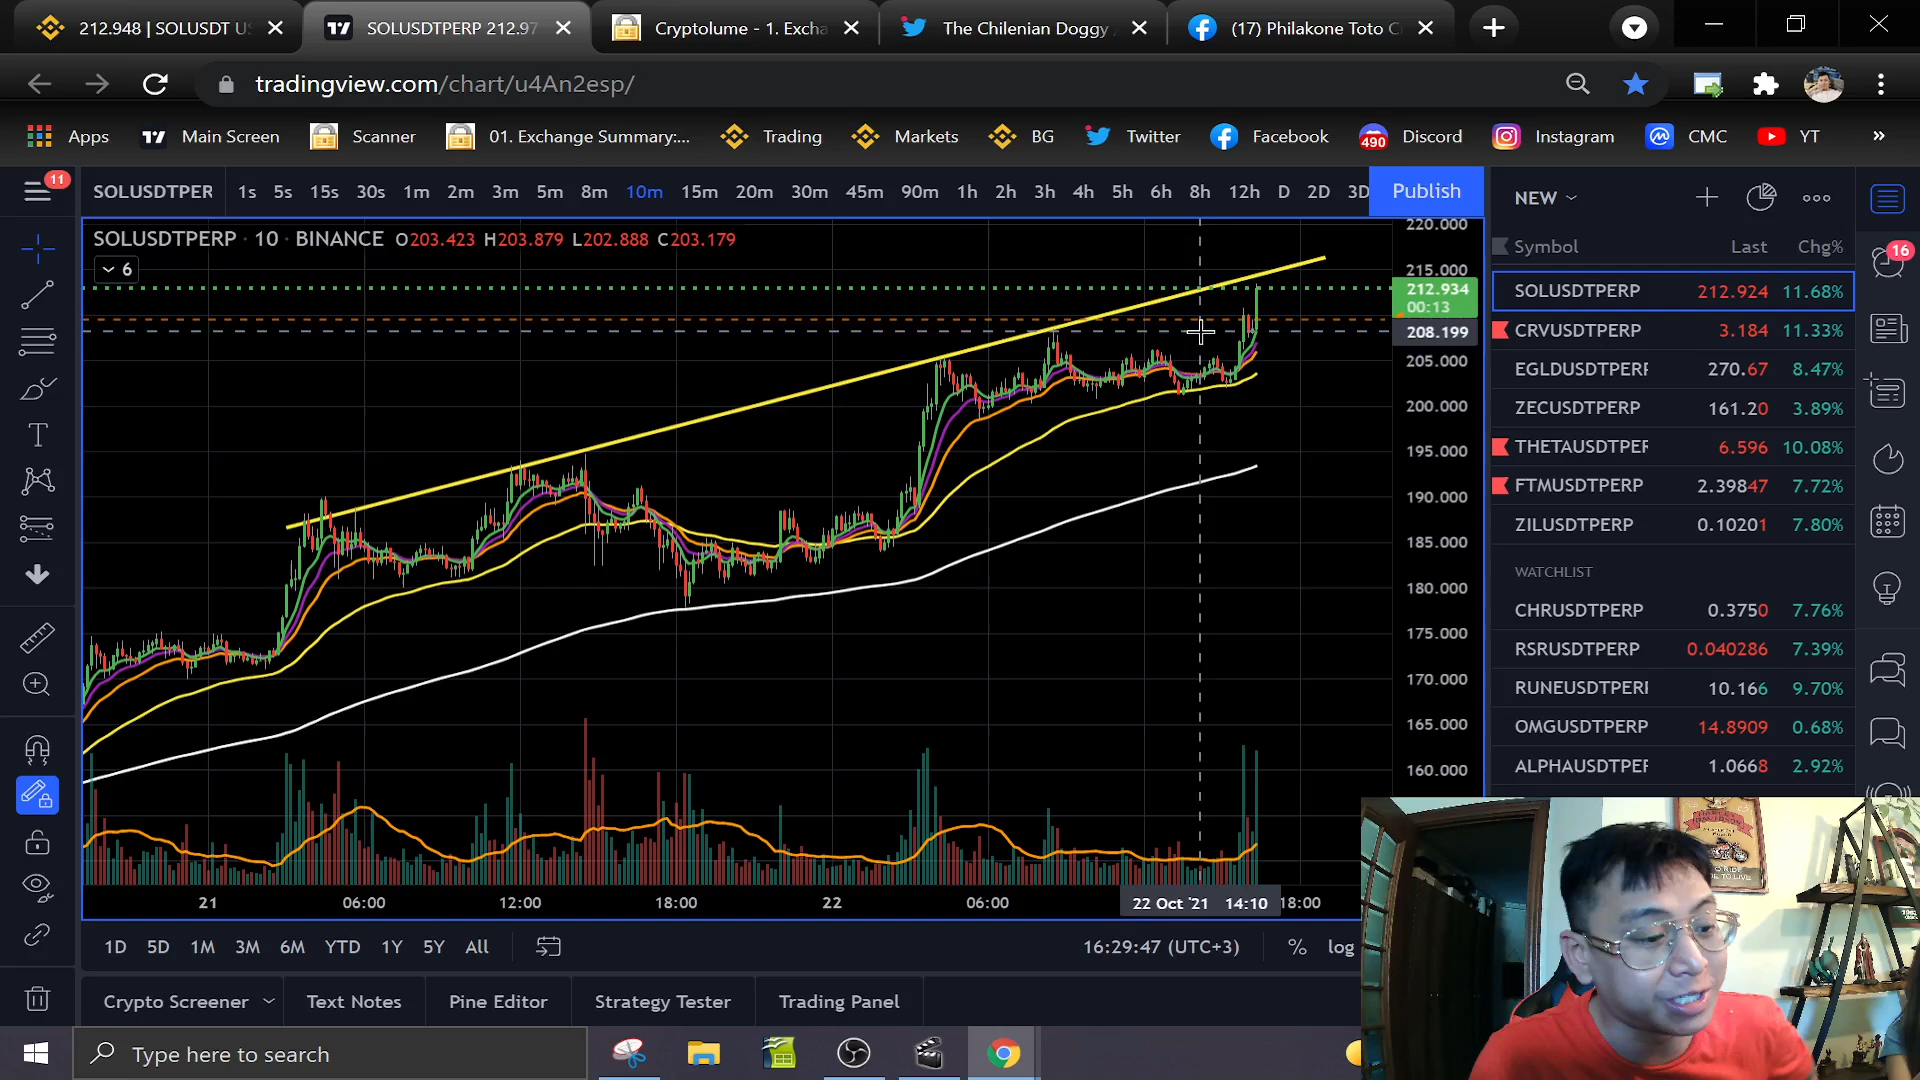 212.948 | SOLUSDT U
SOLUSDTPERP 212.97
Cryptolume - 1. Excha
The Chilenian Doggy
(17) Philakone Toto C
tradingview.com/chart/u4An2esp/
Apps
Main Screen
Scanner
01. Exchange Summary:...
Trading
Markets
BG
Twitter
Facebook
490
Discord
Instagram
CMC
YT
»
11
SOLUSDTPER
1s 5s 15s 30s 1m 2m 3m 5m 8m 10m 15m 20m 30m 45m 90m 1h 2h 3h 4h 5h 6h 8h 12h D 2D 3D
Publish
SOLUSDTPERP · 10 · BINANCE O203.423 H203.879 L202.888 C203.179
6
220.000
215.000
212.934
00:13
208.199
205.000
200.000
195.000
190.000
185.000
180.000
175.000
170.000
165.000
160.000
21 06:00 12:00 18:00 22 06:00 22 Oct '21 14:10 18:00
1D 5D 1M 3M 6M YTD 1Y 5Y All
16:29:47 (UTC+3) % log
Crypto Screener
Text Notes
Pine Editor
Strategy Tester
Trading Panel
NEW
16
Symbol Last Chg%
SOLUSDTPERP 212.924 11.68%
CRVUSDTPERP 3.184 11.33%
EGLDUSDTPERF 270.67 8.47%
ZECUSDTPERP 161.20 3.89%
THETAUSDTPER 6.596 10.08%
FTMUSDTPERP 2.39847 7.72%
ZILUSDTPERP 0.10201 7.80%
WATCHLIST
CHRUSDTPERP 0.3750 7.76%
RSRUSDTPERP 0.040286 7.39%
RUNEUSDTPERI 10.166 9.70%
OMGUSDTPERP 14.8909 0.68%
ALPHAUSDTPEF 1.0668 2.92%
Type here to search